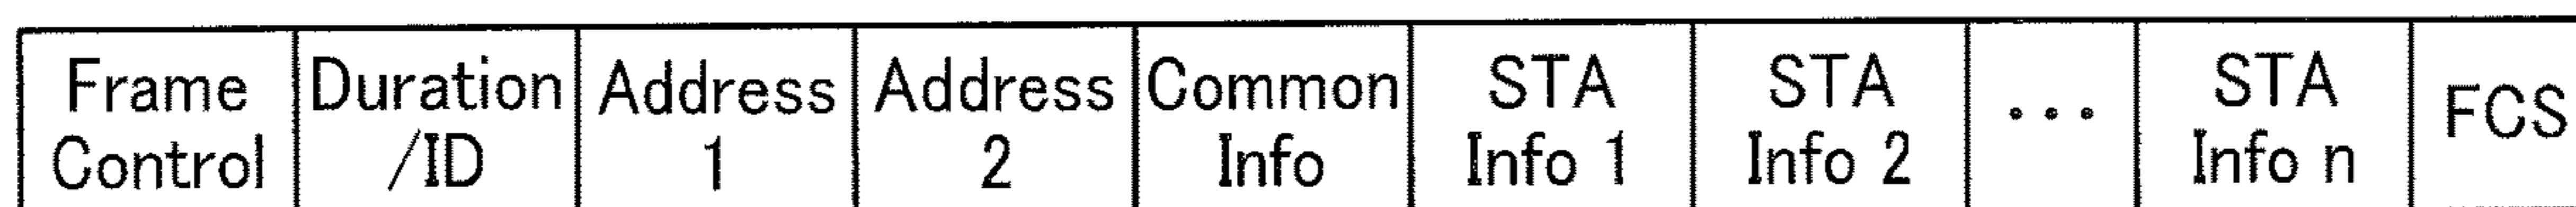 Frame Control
Duration /ID
Address 1
Address 2
Common Info
STA Info 1
STA Info 2
...
STA Info n
FCS